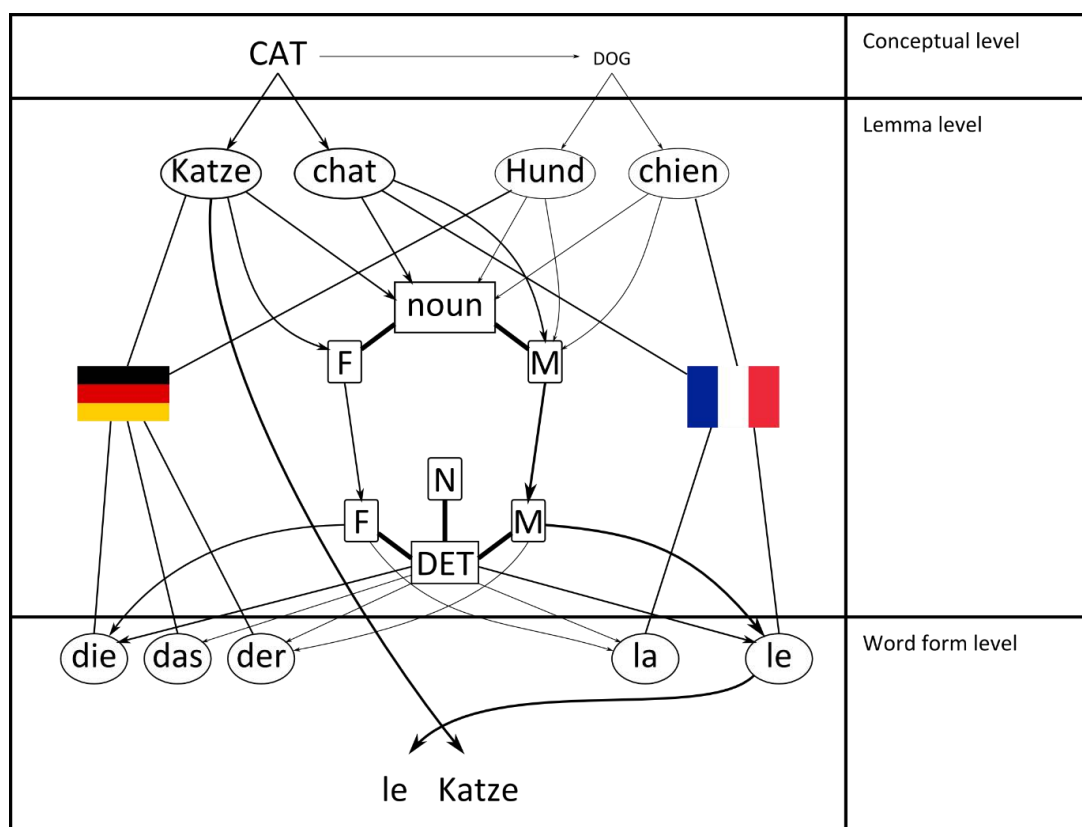 Conceptual level
CAT DOG
Lemma level
Katze chat Hund chien
noun
F M
N
F M
DET
Word form level
die das der la le
le Katze